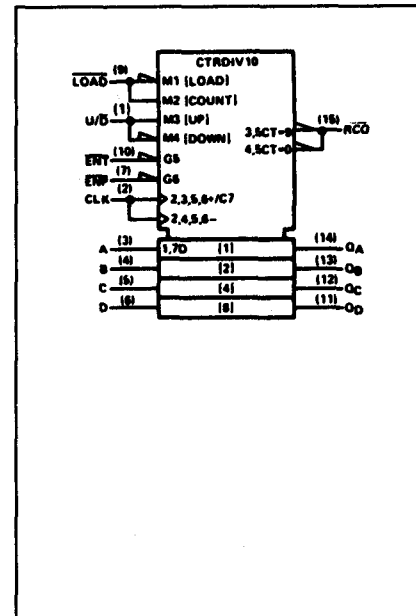 CTRDIV10
(9)
LOAD M1 [LOAD]
M2 [COUNT]
(1)
U/D M3 [UP]
M4 [DOWN]
(10)
ENT G5
(7)
ENP G6
(2)
CLK 2,3,5,6+/C7
2,4,5,6−
3,5CT=9 (15) RCO
4,5CT=0
A (3) 1,7D [1] (14) QA
B (4) [2] (13) QB
C (5) [4] (12) QC
D (6) [8] (11) QD